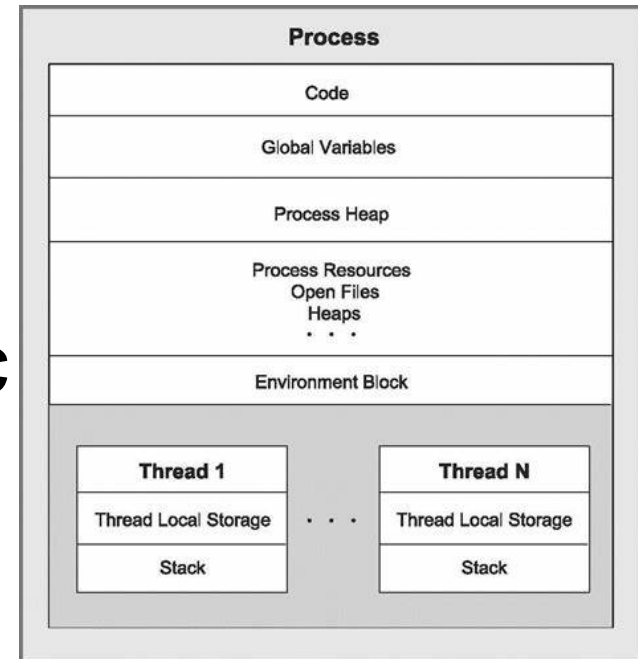 Process
Code
Global Variables
Process Heap
Process Resources
Open Files
Heaps
. . .
c
Environment Block
Thread 1
. . .
Thread N
Thread Local Storage
Thread Local Storage
Stack
Stack